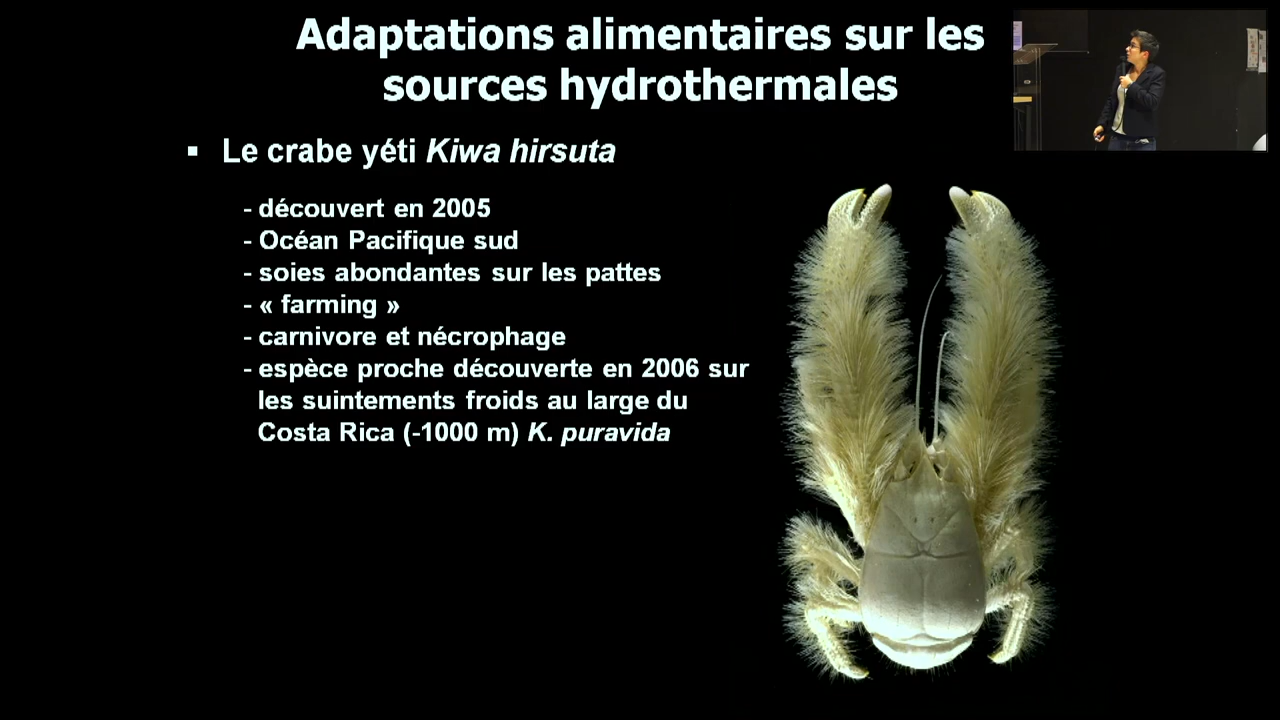 Adaptations alimentaires sur les
sources hydrothermales
▪ Le crabe yéti Kiwa hirsuta
- découvert en 2005
- Océan Pacifique sud
- soies abondantes sur les pattes
- « farming »
- carnivore et nécrophage
- espèce proche découverte en 2006 sur
les suintements froids au large du
Costa Rica (-1000 m) K. puravida